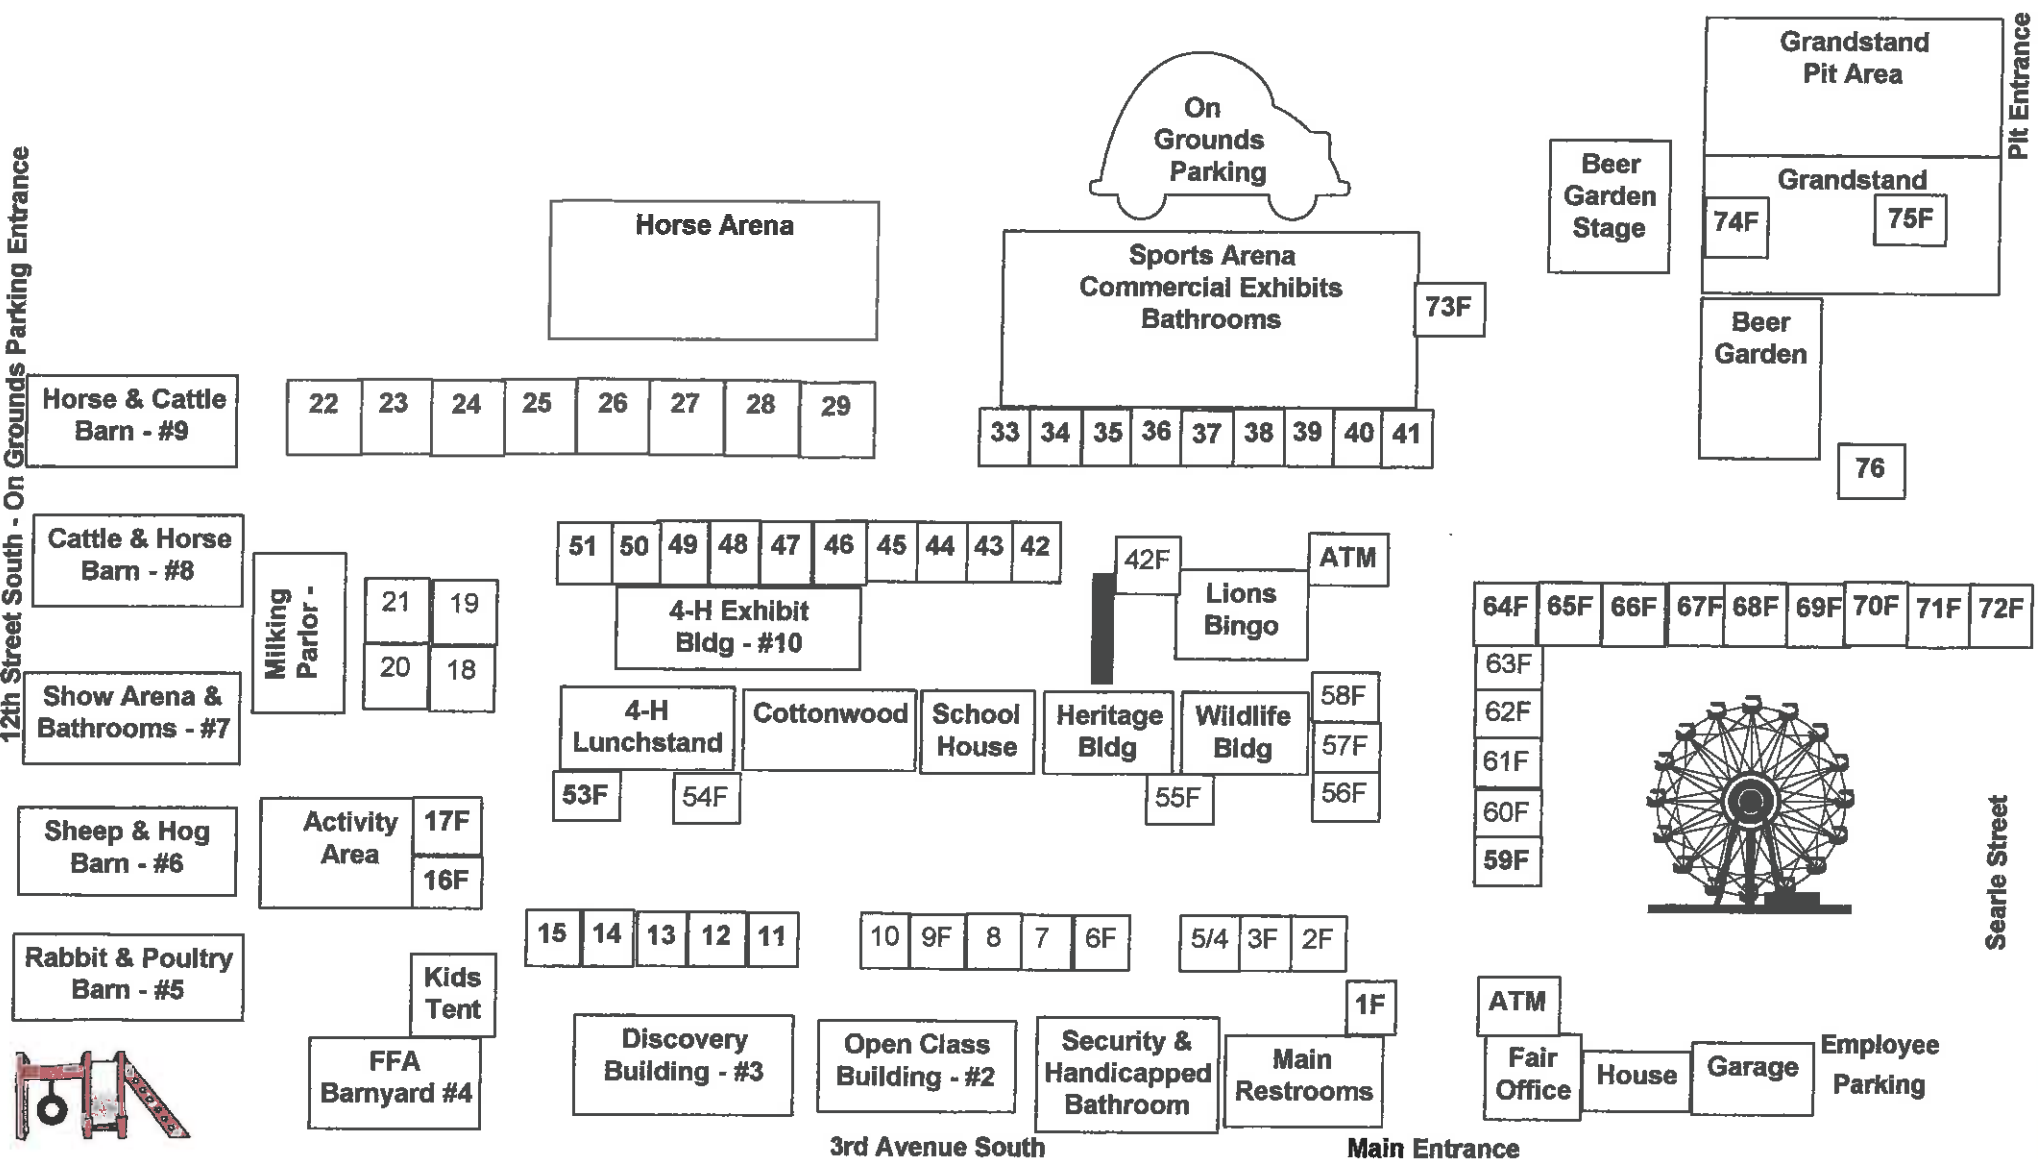 Grandstand
Pit Area
Pit Entrance
On
Grounds
Parking
Beer
Garden
Stage
Grandstand
74F
75F
12th Street South - On Grounds Parking Entrance
Horse Arena
Sports Arena
Commercial Exhibits
Bathrooms
73F
Beer
Garden
Horse & Cattle
Barn - #9
22 23 24 25 26 27 28 29
33 34 35 36 37 38 39 40 41
76
Cattle & Horse
Barn - #8
Milking
Parlor -
21 19
20 18
51 50 49 48 47 46 45 44 43 42
42F
ATM
4-H Exhibit
Bldg - #10
Lions
Bingo
64F 65F 66F 67F 68F 69F 70F 71F 72F
63F
62F
61F
60F
59F
Show Arena &
Bathrooms - #7
4-H
Lunchstand
Cottonwood
School
House
Heritage
Bldg
Wildlife
Bldg
58F
57F
56F
53F
54F
55F
Sheep & Hog
Barn - #6
Activity
Area
17F
16F
Searle Street
Rabbit & Poultry
Barn - #5
15 14 13 12 11
10 9F 8 7 6F
5/4 3F 2F
Kids
Tent
1F
ATM
FFA
Barnyard #4
Discovery
Building - #3
Open Class
Building - #2
Security &
Handicapped
Bathroom
Main
Restrooms
Fair
Office
House
Garage
Employee
Parking
3rd Avenue South
Main Entrance